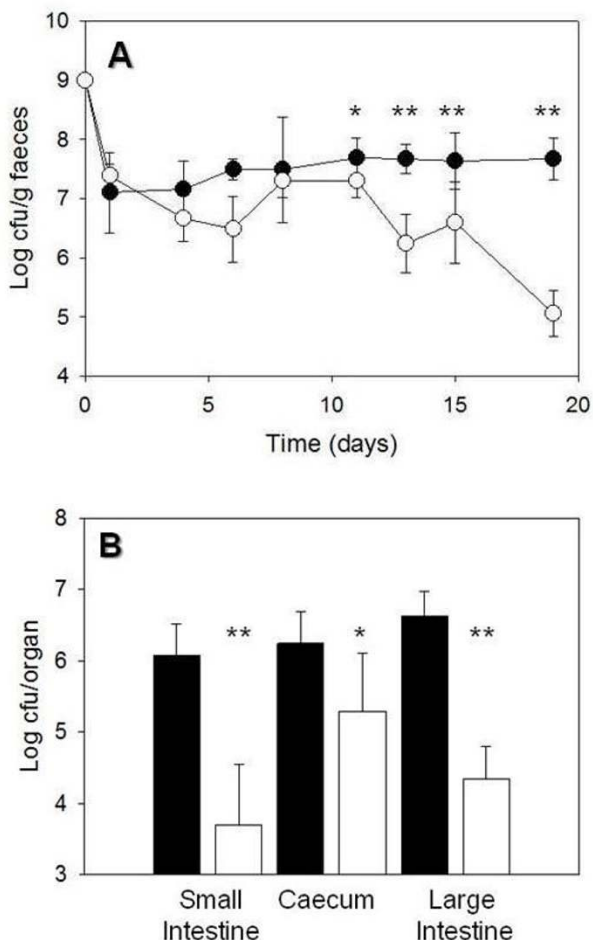 A
Log cfu/g faeces
10
9
8
7
6
5
4
* ** ** **
0 5 10 15 20
Time (days)
B
Log cfu/organ
8
7
6
5
4
3
** * **
Small Caecum Large
Intestine Intestine